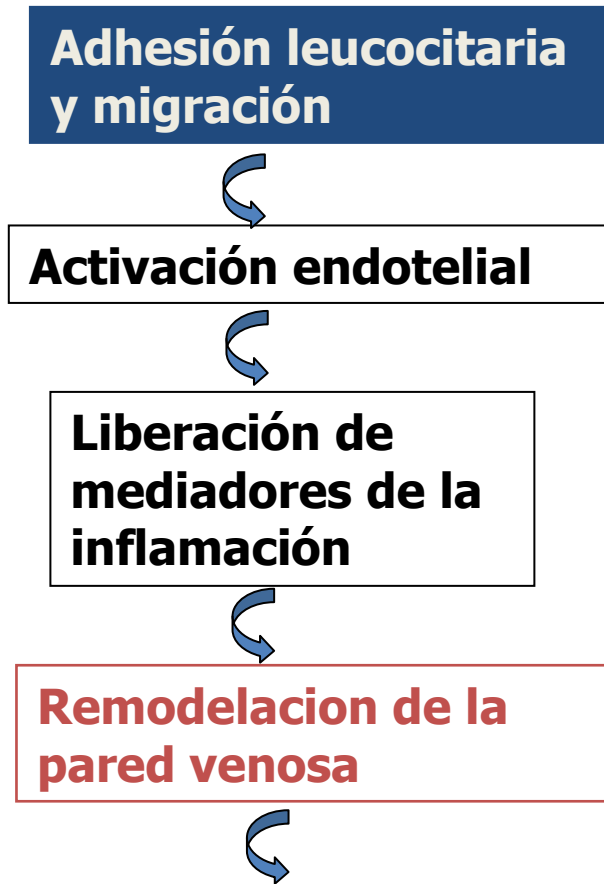 Adhesión leucocitaria
y migración
Activación endotelial
Liberación de
mediadores de la
inflamación
Remodelacion de la
pared venosa